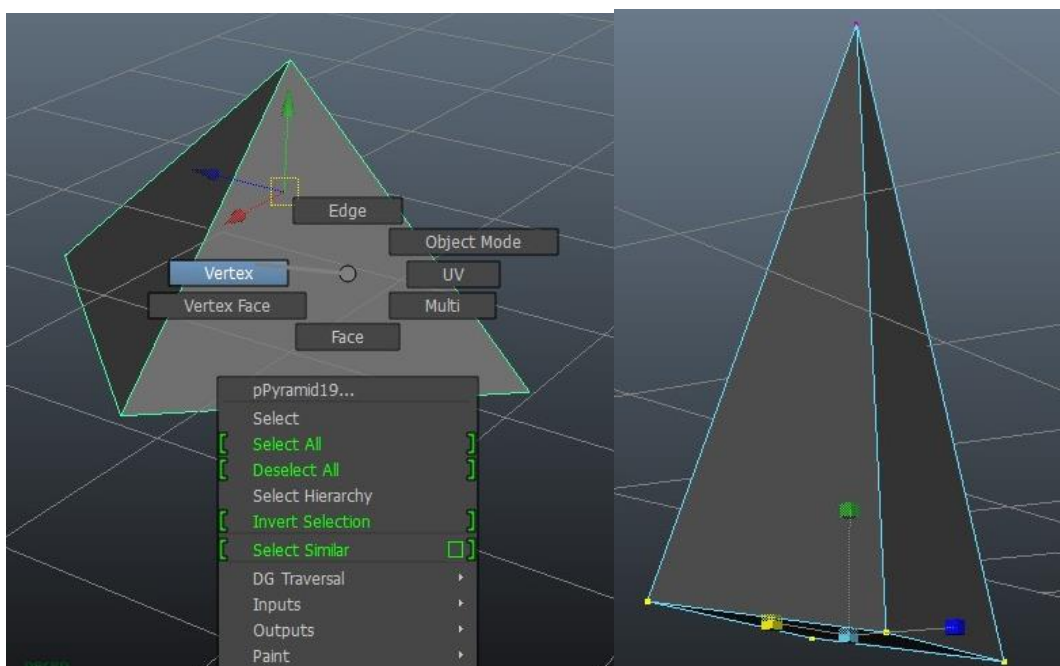 Edge
Object Mode
Vertex
UV
Vertex Face
Multi
Face
pPyramid19...
Select
Select All
Deselect All
Select Hierarchy
Invert Selection
Select Similar
DG Traversal
Inputs
Outputs
Paint